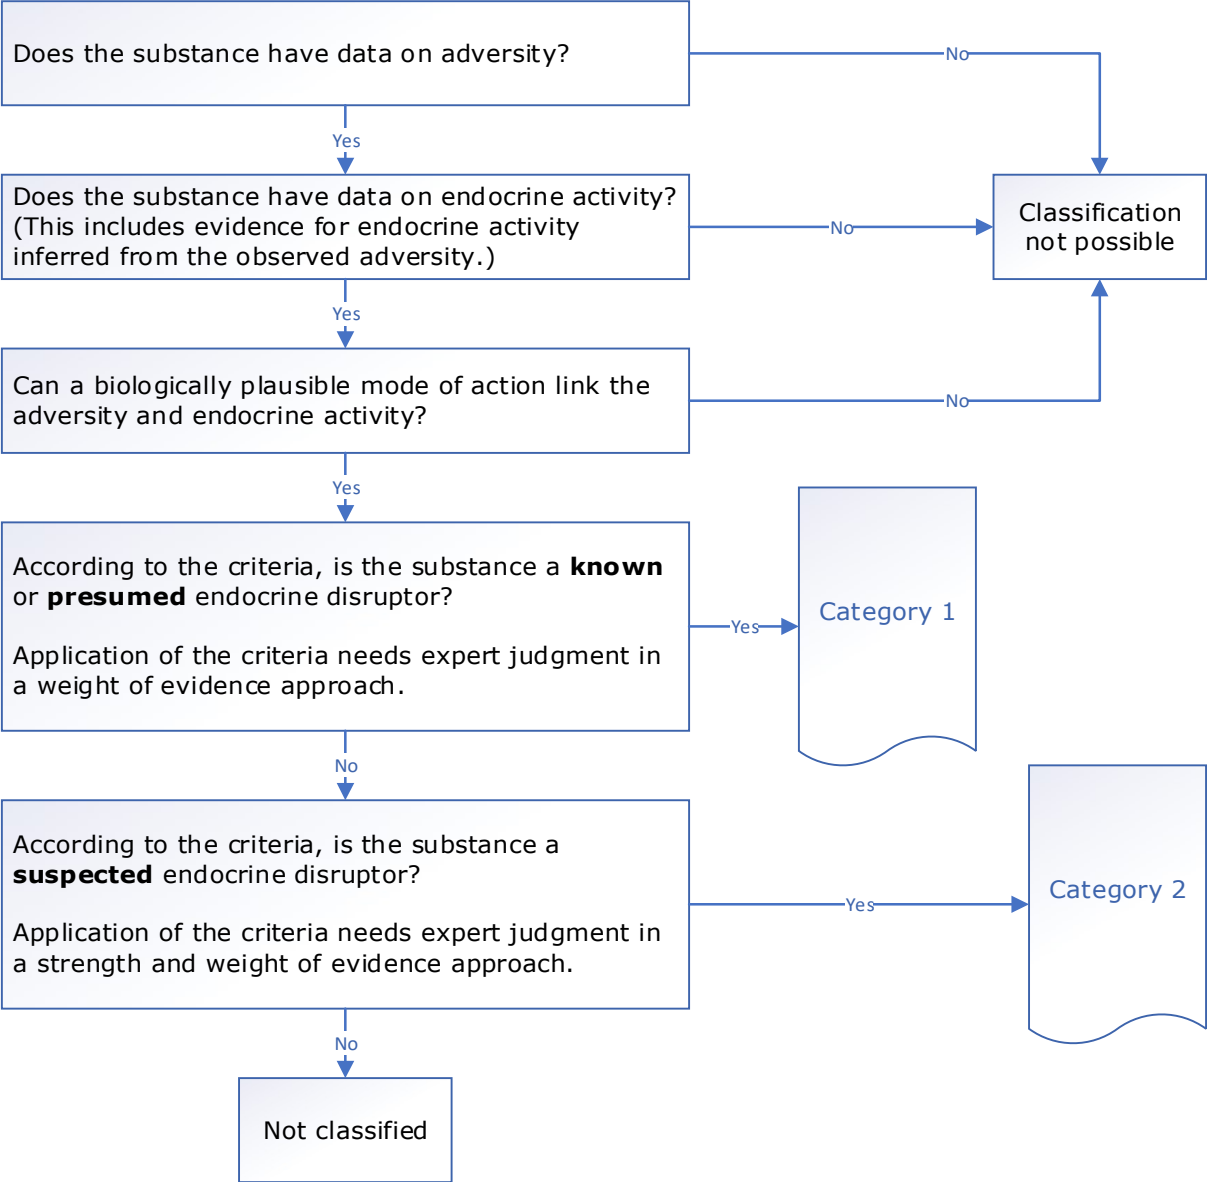 Does the substance have data on adversity?
No
Yes
Does the substance have data on endocrine activity?
(This includes evidence for endocrine activity
inferred from the observed adversity.)
No
Classification
not possible
Yes
Can a biologically plausible mode of action link the
adversity and endocrine activity?
No
Yes
According to the criteria, is the substance a known
or presumed endocrine disruptor?
Application of the criteria needs expert judgment in
a weight of evidence approach.
Yes
Category 1
No
According to the criteria, is the substance a
suspected endocrine disruptor?
Application of the criteria needs expert judgment in
a strength and weight of evidence approach.
Yes
Category 2
No
Not classified